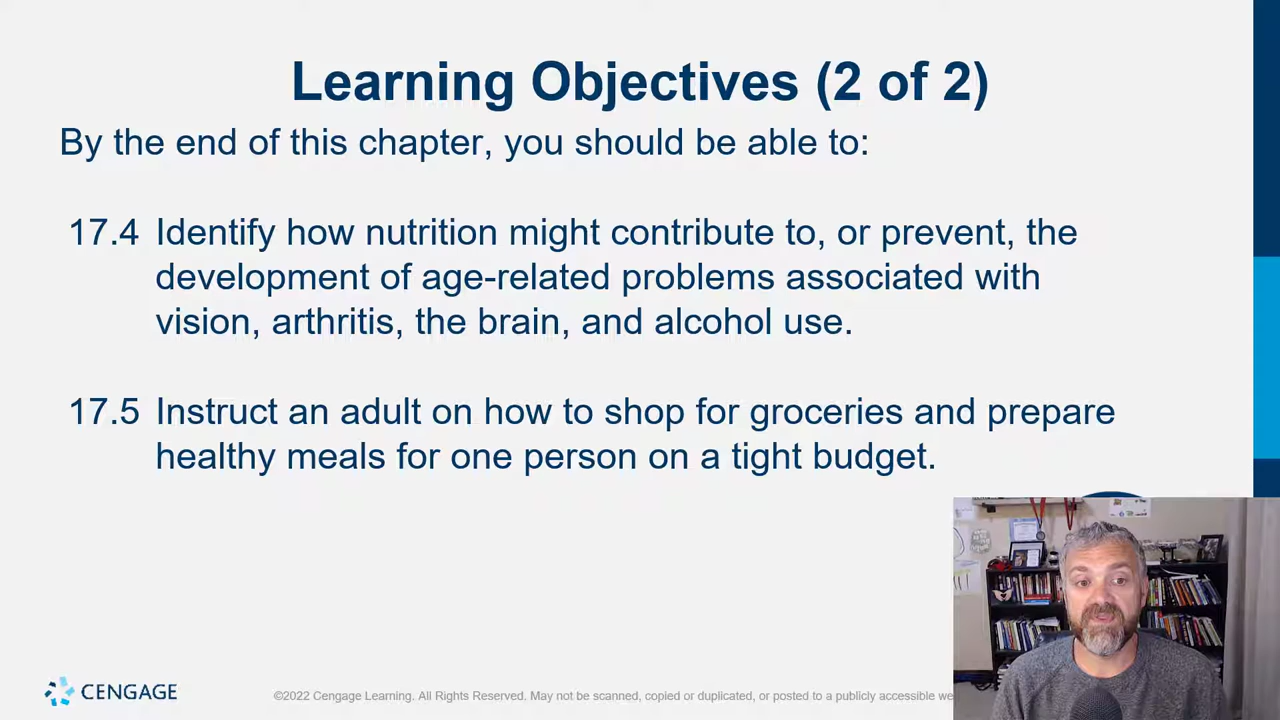 Learning Objectives (2 of 2)
By the end of this chapter, you should be able to:
17.4 Identify how nutrition might contribute to, or prevent, the
development of age-related problems associated with
vision, arthritis, the brain, and alcohol use.
17.5 Instruct an adult on how to shop for groceries and prepare
healthy meals for one person on a tight budget.
CENGAGE
©2022 Cengage Learning. All Rights Reserved. May not be scanned, copied or duplicated, or posted to a publicly accessible